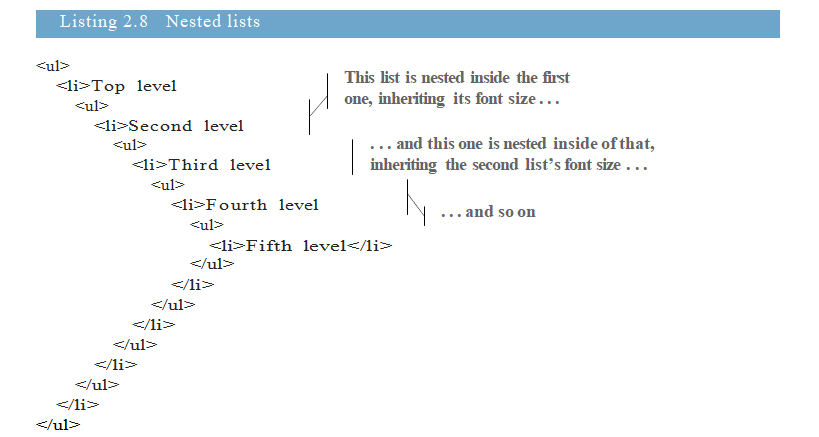 Listing 2.8 Nested lists
<ul>
<li>Top level
This list is nested inside the first
one, inheriting its font size . . .
<ul>
<li>Second level
<ul>
. . . and this one is nested inside of that,
inheriting the second list’s font size . . .
<li>Third level
<ul>
<li>Fourth level
. . . and so on
<ul>
<li>Fifth level</li>
</ul>
</li>
</ul>
</li>
</ul>
</li>
</ul>
</li>
</ul>